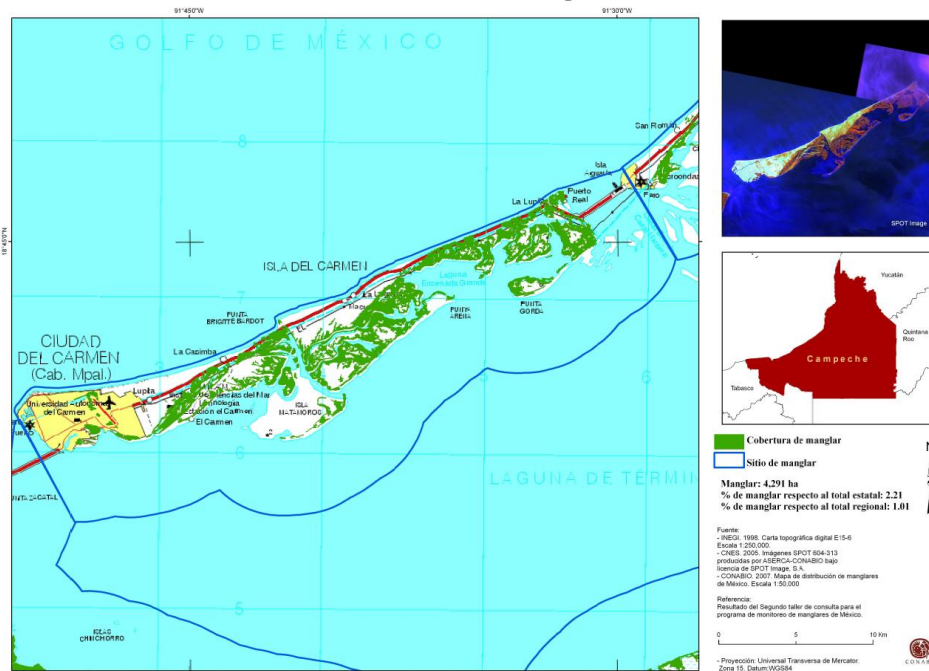 91°45'0"W
91°30'0"W
18°45'0"N
GOLFO DE MÉXICO
8
San Román
Isla Aguada
Puerto
Real
La Lupita
ISLA DEL CARMEN
Laguna
7
PUNTA
BRIGITTE BARDOT
PUNTA
ARENA
PUNTA
GORDA
CIUDAD
DEL CARMEN
(Cab. Mpal.)
La Casimba
Lupita
Universidad Autónoma
del Carmen
Estación el Carmen
El Carmen
ISLA
MATAMOROS
6
6
LAGUNA DE TÉRMIN
5
ISLAS
CHINCHORRO
SPOT Image
Yucatán
Quintana
Roo
Campeche
Tabasco
Cobertura de manglar
Sitio de manglar
Manglar: 4,291 ha
% de manglar respecto al total estatal: 2.21
% de manglar respecto al total regional: 1.01
Fuente:
- INEGI. 1998. Carta topográfica digital E15-6
Escala 1:250,000.
- CNES. 2005. Imágenes SPOT 604-313
producidas por ASERCA-CONABIO bajo
licencia de SPOT Image, S.A.
- CONABIO. 2007. Mapa de distribución de manglares
de México. Escala 1:50,000
Referencia:
Resultado del Segundo taller de consulta para el
programa de monitoreo de manglares de México.
0 5 10 Km
- Proyección: Universal Transversa de Mercator.
Zona 15. Datum:WGS84